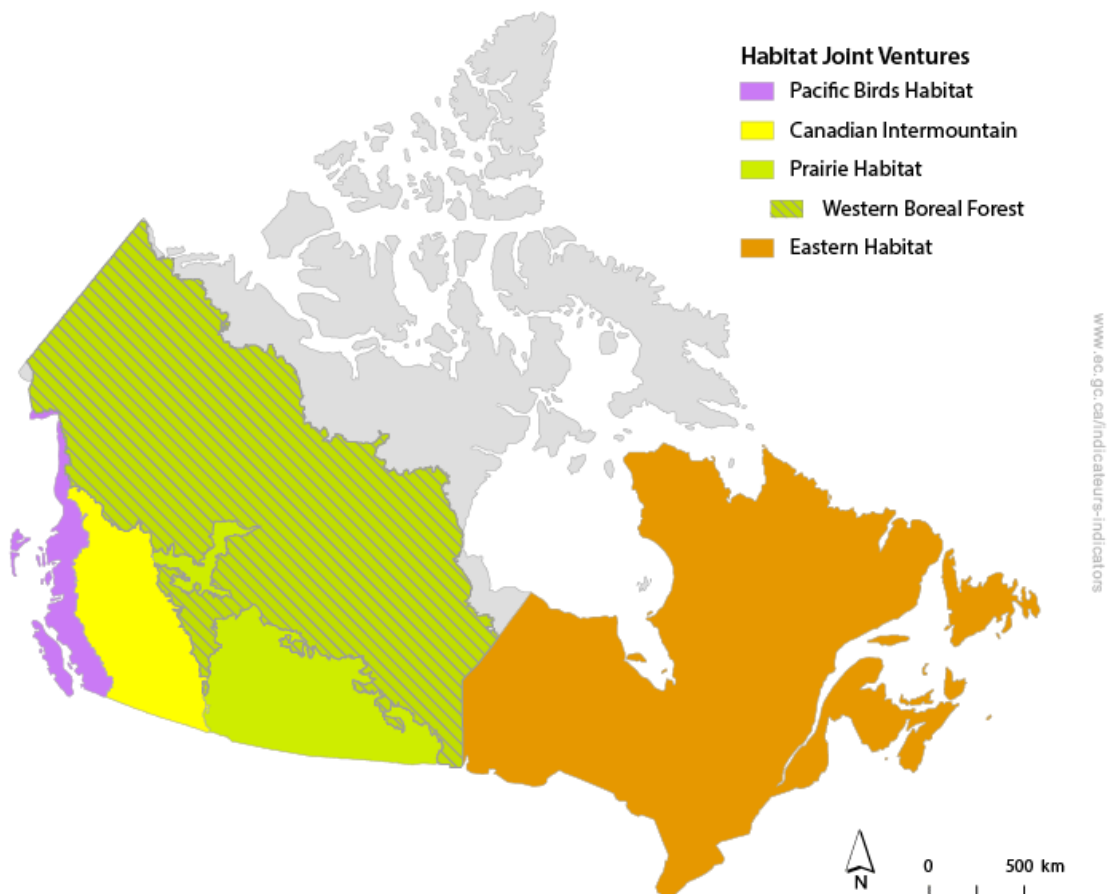 Habitat Joint Ventures
Pacific Birds Habitat
Canadian Intermountain
Prairie Habitat
Western Boreal Forest
Eastern Habitat
www.ec.gc.ca/indicateurs-indicators
N
0 500 km